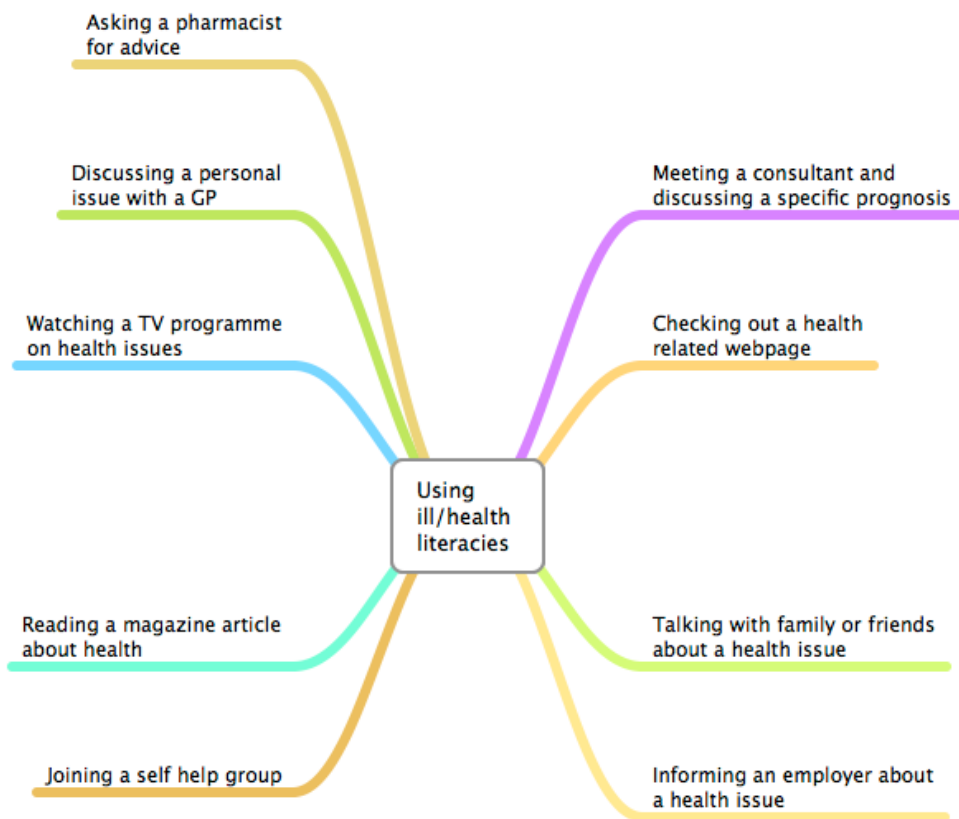 Asking a pharmacist
for advice
Discussing a personal
issue with a GP
Watching a TV programme
on health issues
Reading a magazine article
about health
Joining a self help group
Using
ill/health
literacies
Meeting a consultant and
discussing a specific prognosis
Checking out a health
related webpage
Talking with family or friends
about a health issue
Informing an employer about
a health issue